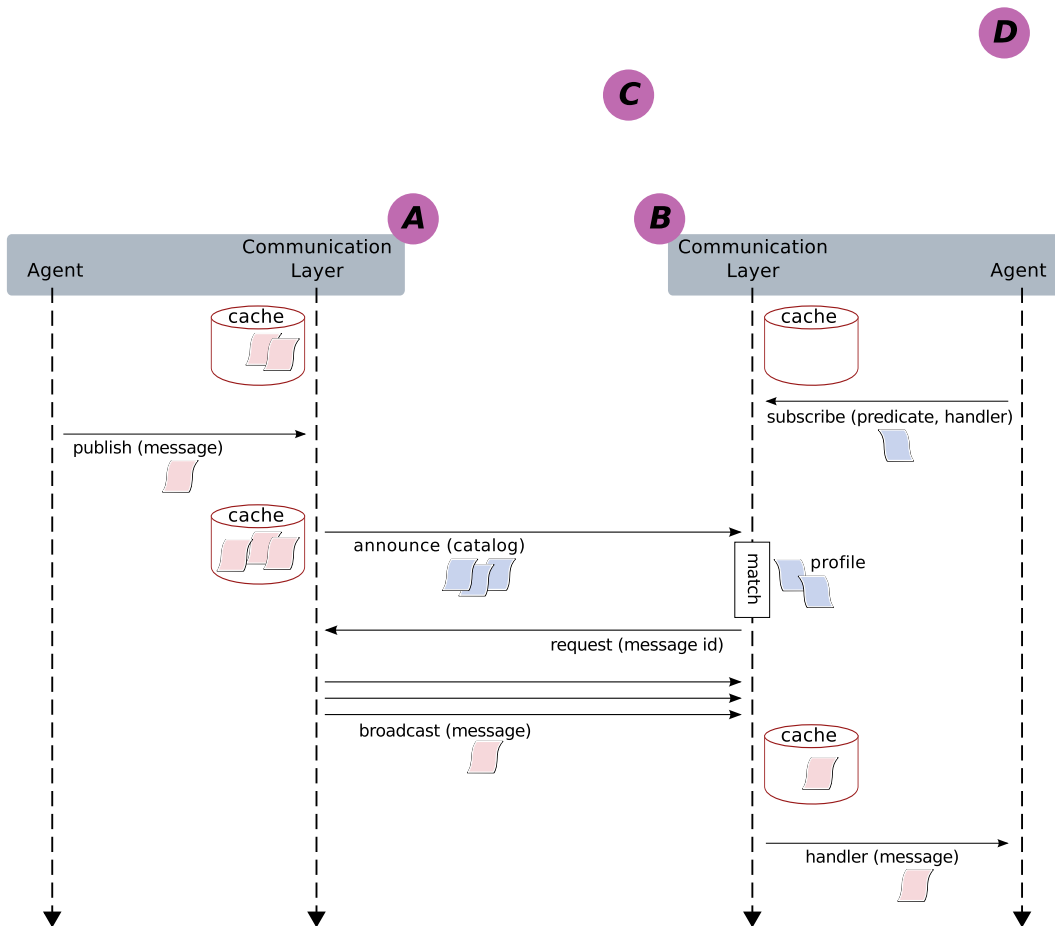 D
C
A
B
Communication
Layer
Agent
Communication
Layer
Agent
cache
cache
subscribe (predicate, handler)
publish (message)
cache
announce (catalog)
match
profile
request (message id)
broadcast (message)
cache
handler (message)